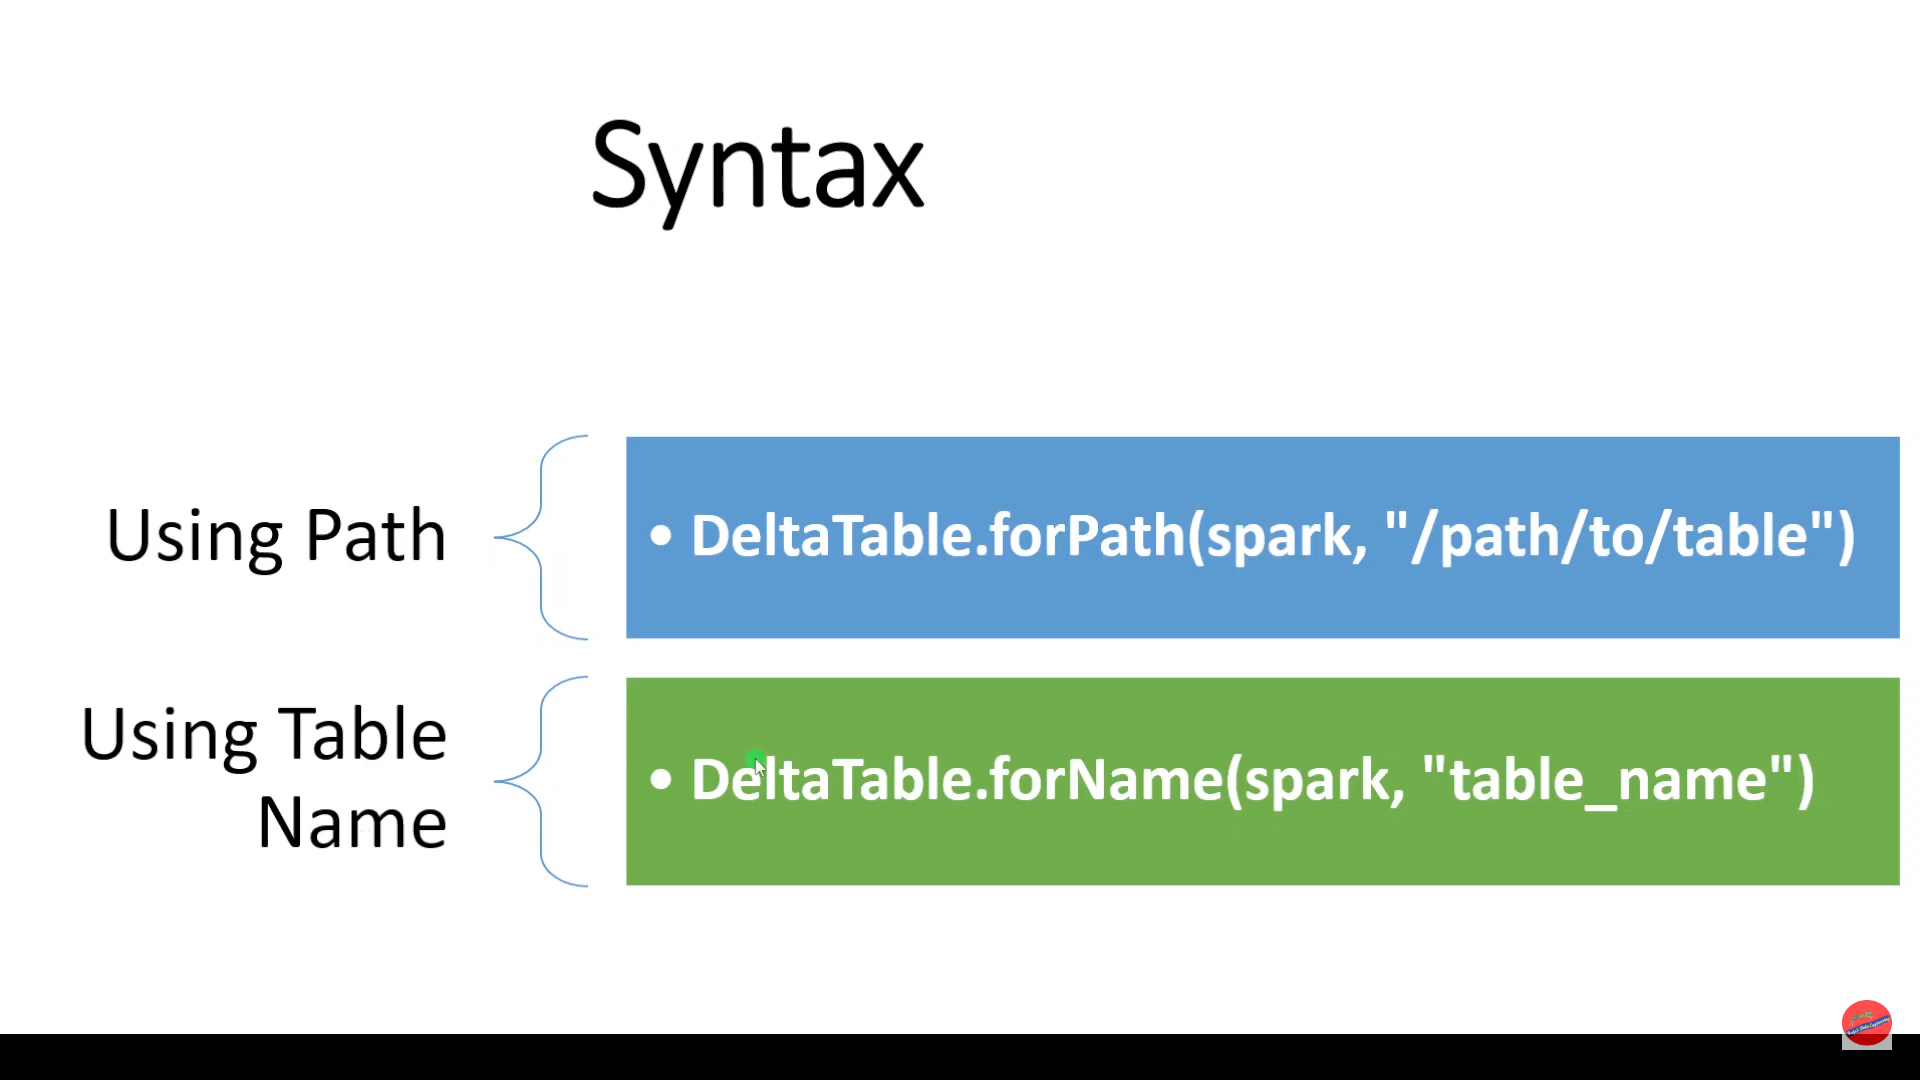 Syntax
Using Path
• DeltaTable.forPath(spark, "/path/to/table")
Using Table
Name
• DeltaTable.forName(spark, "table_name")